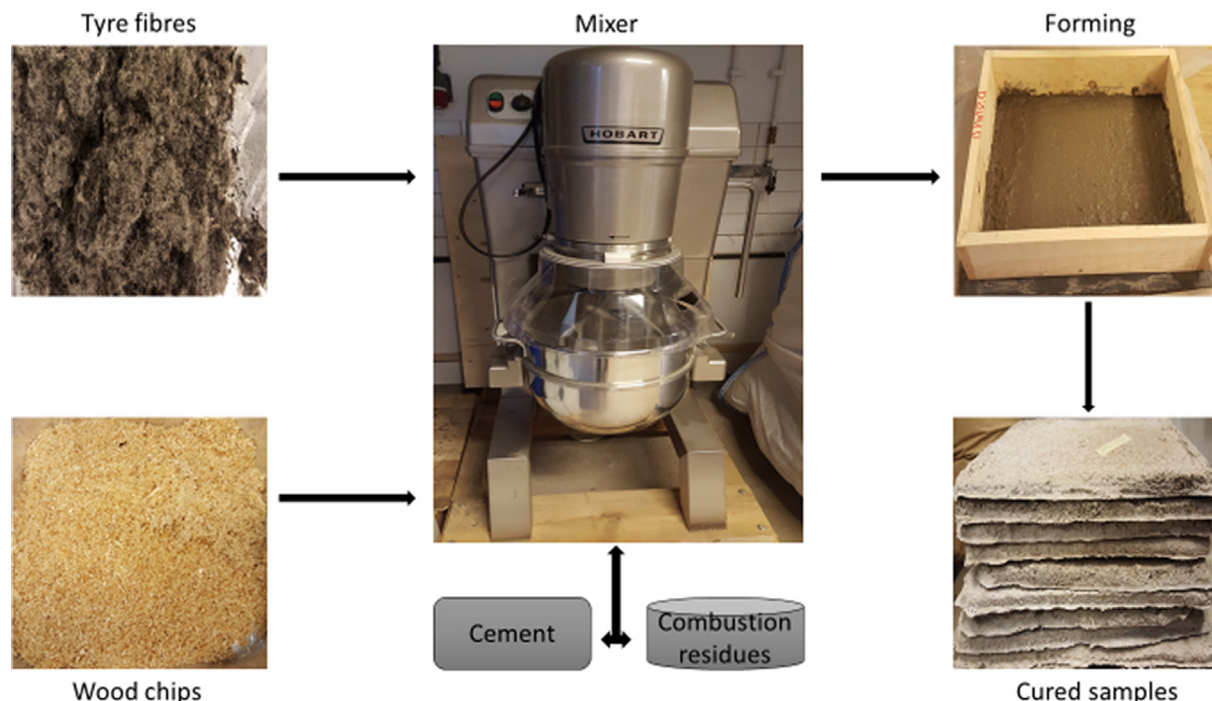 Tyre fibres
Mixer
Forming
HOBART
Wood chips
Cement
Combustion
residues
Cured samples